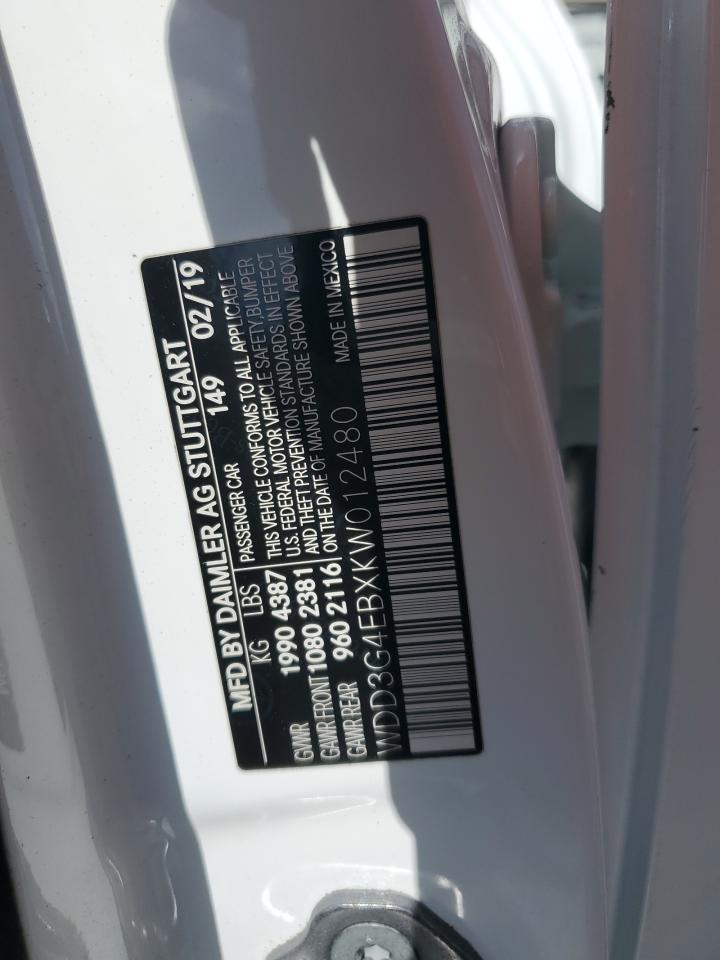 MFD BY DAIMLER AG STUTTGART
149 02/19
KG LBS PASSENGER CAR
GVWR 1990 4387 THIS VEHICLE CONFORMS TO ALL APPLICABLE
GAWR FRONT 1080 2381 U.S. FEDERAL MOTOR VEHICLE SAFETY, BUMPER
GAWR REAR 960 2116 AND THEFT PREVENTION STANDARDS IN EFFECT
ON THE DATE OF MANUFACTURE SHOWN ABOVE
WDD3G4EBXKW012480 MADE IN MEXICO